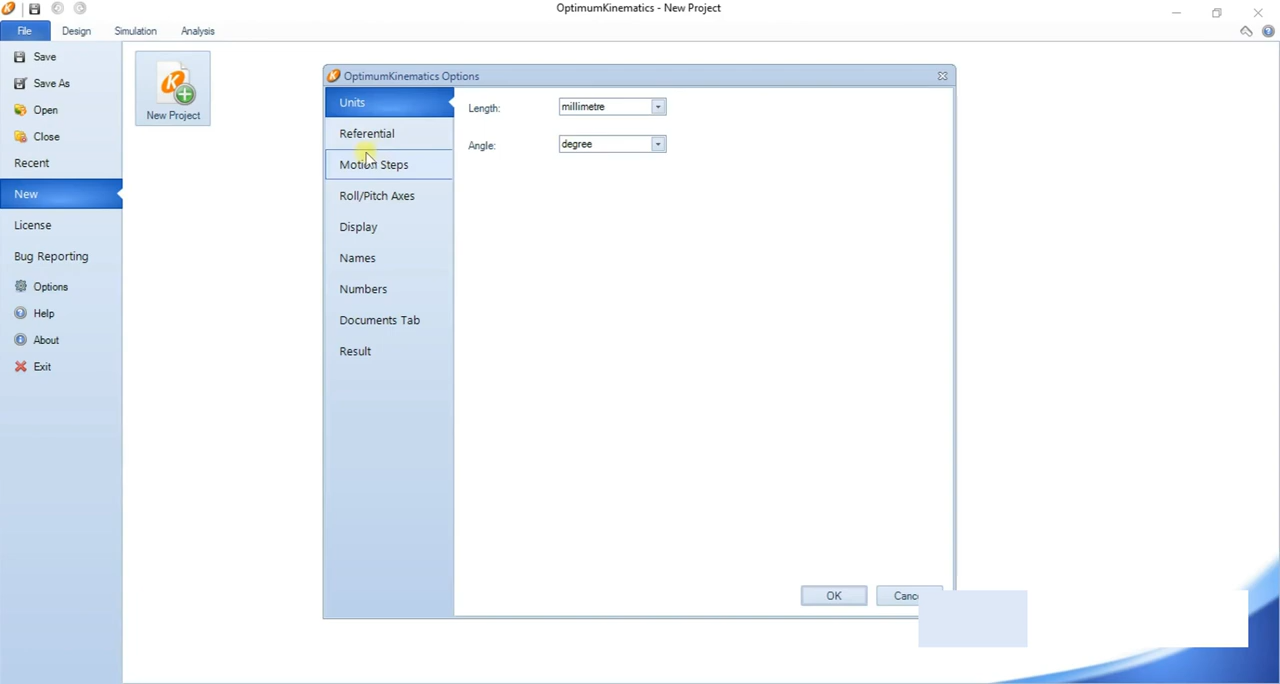 OptimumKinematics - New Project
File Design Simulation Analysis
Save
Save As
Open
Close
Recent
New
License
Bug Reporting
Options
Help
About
Exit
New Project
OptimumKinematics Options
Units
Referential
Motion Steps
Roll/Pitch Axes
Display
Names
Numbers
Documents Tab
Result
Length: millimetre
Angle: degree
OK